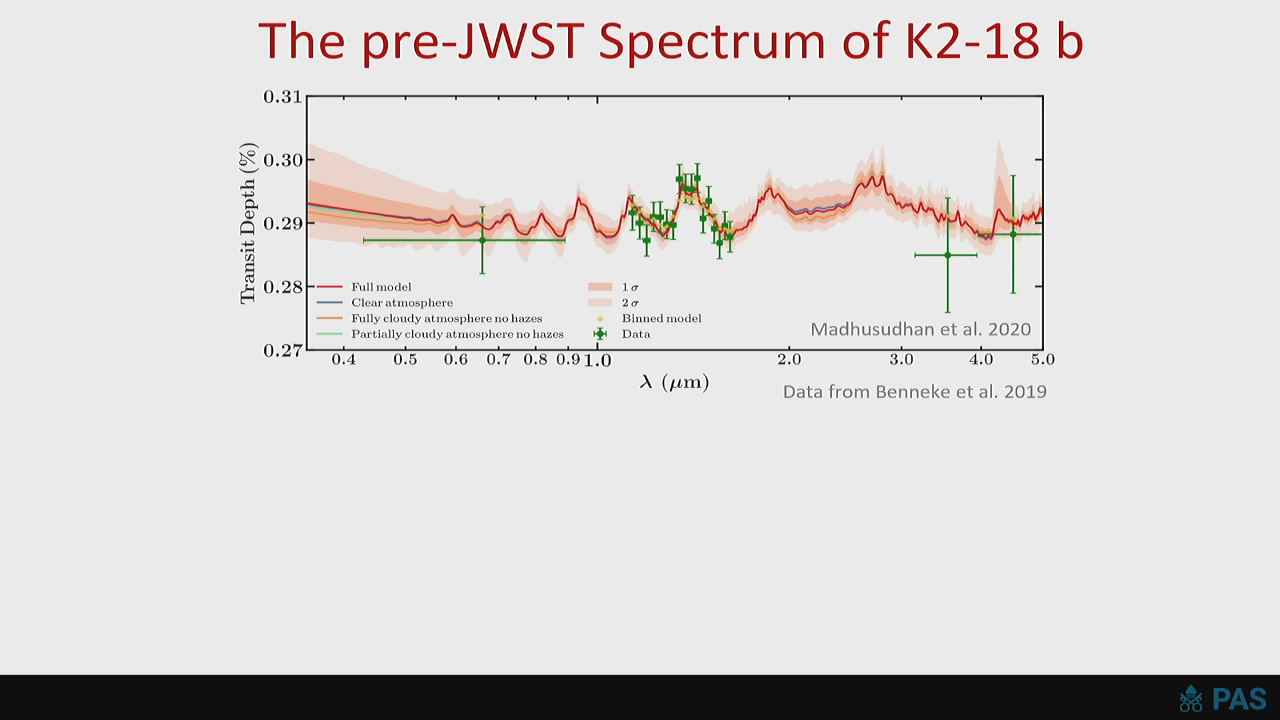 The pre-JWST Spectrum of K2-18 b
0.31
0.30
0.29
0.28
0.27
Transit Depth (%)
Full model
Clear atmosphere
Fully cloudy atmosphere no hazes
Partially cloudy atmosphere no hazes
1 σ
2 σ
Binned model
Data
Madhusudhan et al. 2020
0.4 0.5 0.6 0.7 0.8 0.9 1.0 2.0 3.0 4.0 5.0
λ (μm)
Data from Benneke et al. 2019
PAS